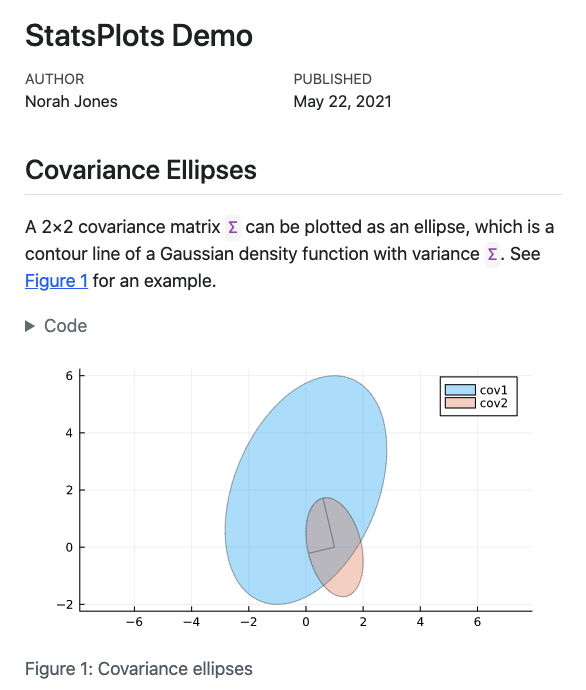 StatsPlots Demo
AUTHOR PUBLISHED
Norah Jones May 22, 2021
Covariance Ellipses
A 2×2 covariance matrix Σ can be plotted as an ellipse, which is a
contour line of a Gaussian density function with variance Σ. See
Figure 1 for an example.
Code
6
cov1
cov2
4
2
0
−2
−6 −4 −2 0 2 4 6
Figure 1: Covariance ellipses